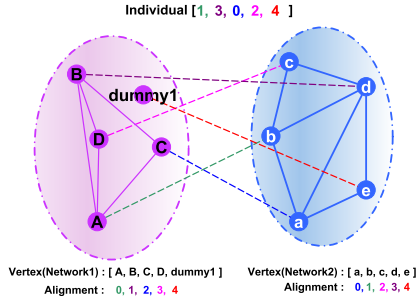 Individual [1, 3, 0, 2, 4 ]
B
dummy1
D
C
A
c
d
b
e
a
Vertex(Network1) : [ A, B, C, D, dummy1 ]
Alignment : 0, 1, 2, 3, 4
Vertex(Network2) : [ a, b, c, d, e ]
Alignment : 0, 1, 2, 3, 4